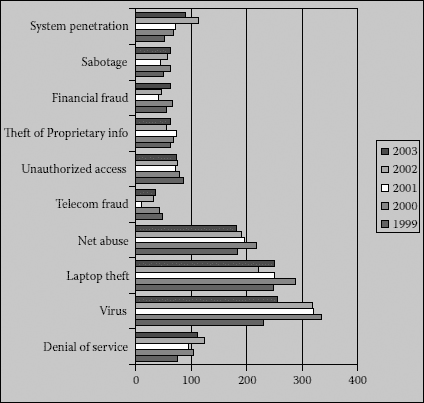 System penetration
Sabotage
Financial fraud
Theft of Proprietary info
Unauthorized access
Telecom fraud
Net abuse
Laptop theft
Virus
Denial of service
0 100 200 300 400
2003
2002
2001
2000
1999